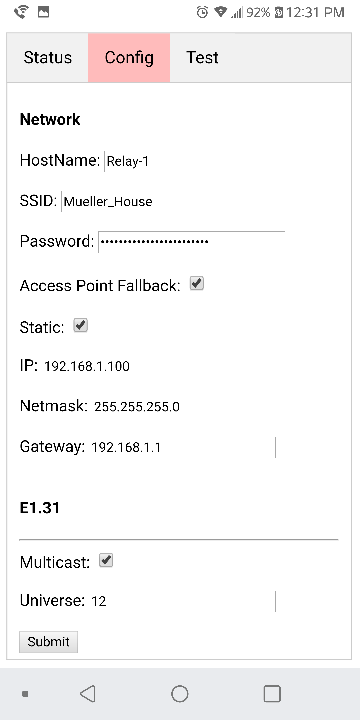 92% 12:31 PM
Status Config Test
Network
HostName: Relay-1
SSID: Mueller_House
Password: ••••••••••••••••••••••••
Access Point Fallback:
Static:
IP: 192.168.1.100
Netmask: 255.255.255.0
Gateway: 192.168.1.1
E1.31
Multicast:
Universe: 12
Submit